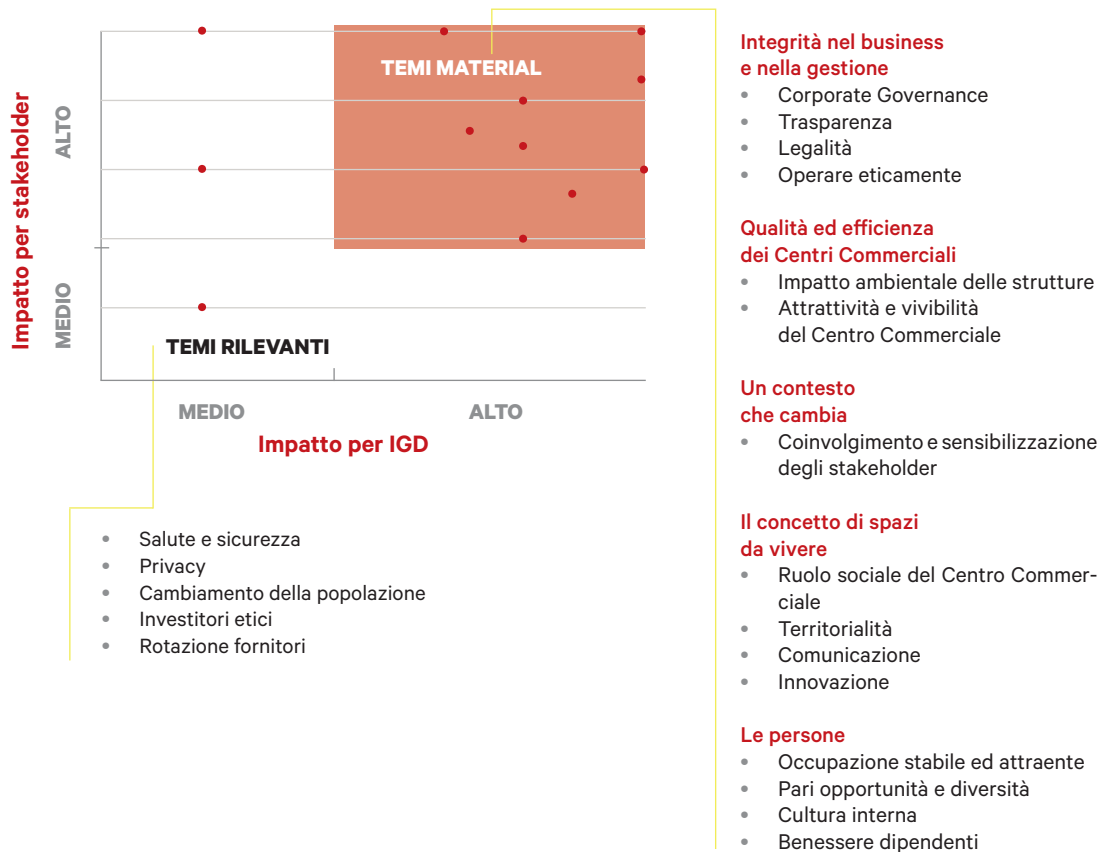 Impatto per stakeholder
ALTO
MEDIO
TEMI MATERIAL
TEMI RILEVANTI
MEDIO
ALTO
Impatto per IGD
• Salute e sicurezza
• Privacy
• Cambiamento della popolazione
• Investitori etici
• Rotazione fornitori
Integrità nel business
e nella gestione
• Corporate Governance
• Trasparenza
• Legalità
• Operare eticamente
Qualità ed efficienza
dei Centri Commerciali
• Impatto ambientale delle strutture
• Attrattività e vivibilità
del Centro Commerciale
Un contesto
che cambia
• Coinvolgimento e sensibilizzazione
degli stakeholder
Il concetto di spazi
da vivere
• Ruolo sociale del Centro Commer-
ciale
• Territorialità
• Comunicazione
• Innovazione
Le persone
• Occupazione stabile ed attraente
• Pari opportunità e diversità
• Cultura interna
• Benessere dipendenti